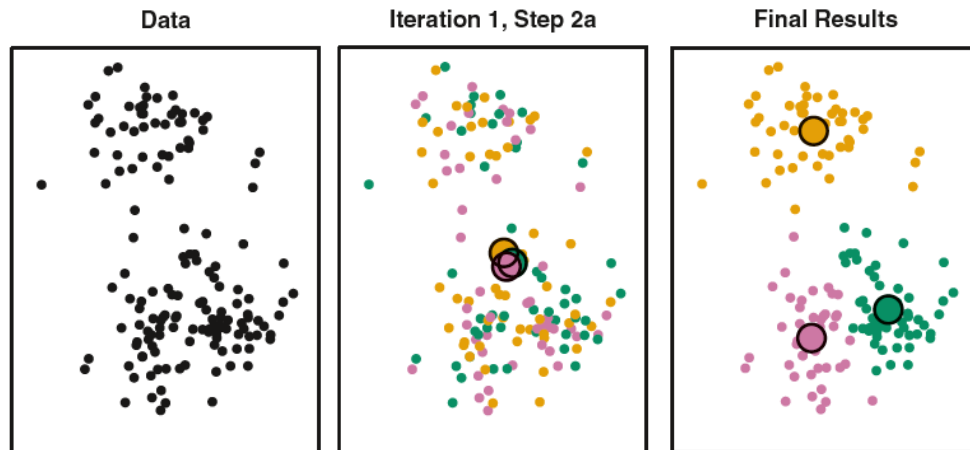 Data
Iteration 1, Step 2a
Final Results